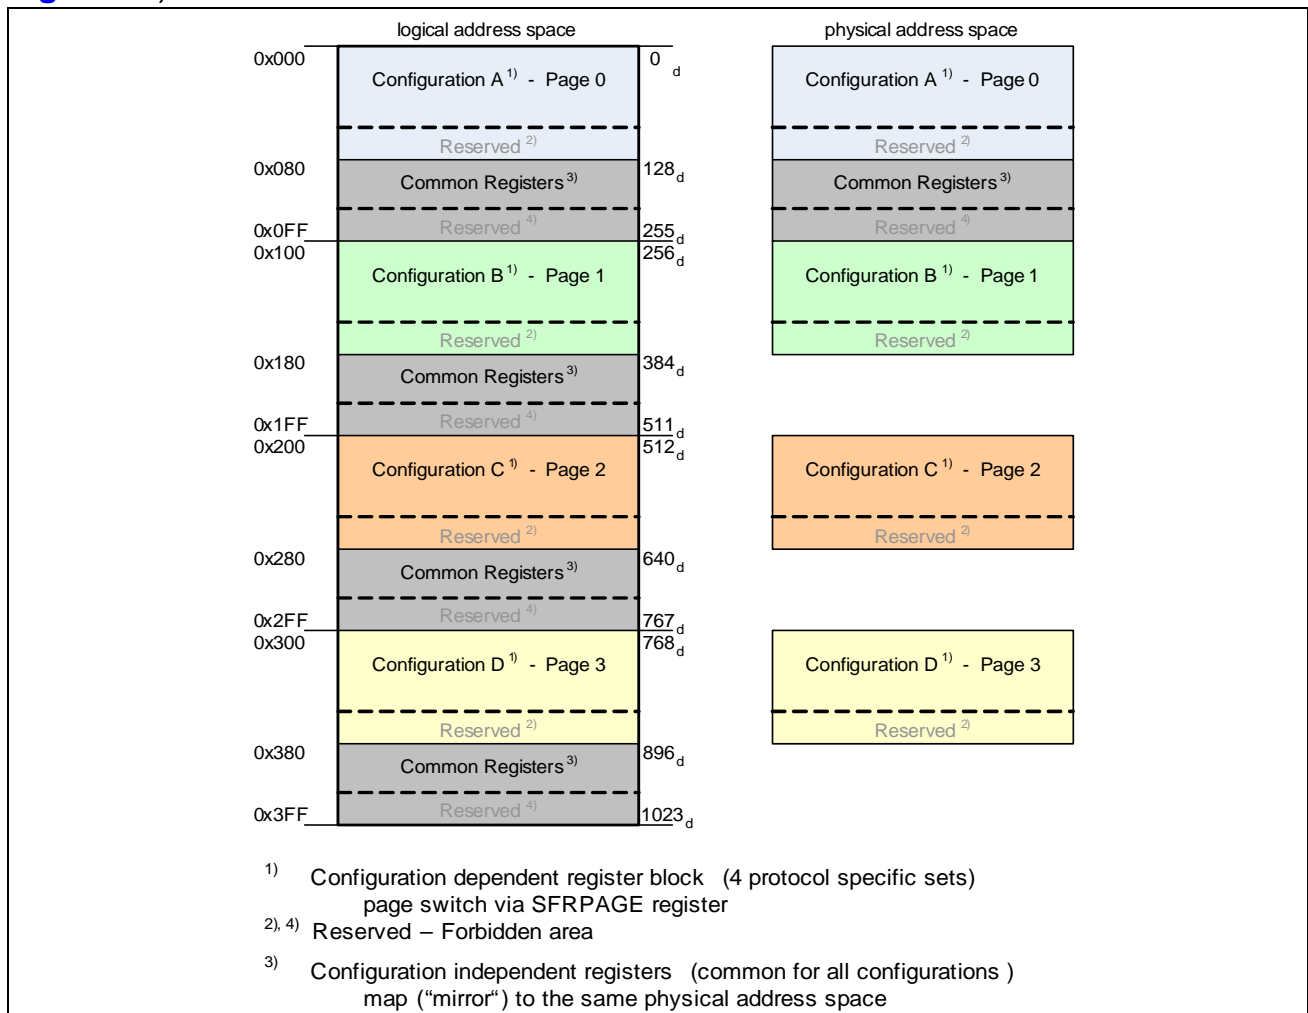 logical address space physical address space
0x000 0 d
Configuration A 1) - Page 0 Configuration A 1) - Page 0
Reserved 2) Reserved 2)
0x080 128 d
Common Registers 3) Common Registers 3)
Reserved 4) Reserved 4)
0x0FF 255 d
0x100 256 d
Configuration B 1) - Page 1 Configuration B 1) - Page 1
Reserved 2) Reserved 2)
0x180 384 d
Common Registers 3)
Reserved 4)
0x1FF 511 d
0x200 512 d
Configuration C 1) - Page 2 Configuration C 1) - Page 2
Reserved 2) Reserved 2)
0x280 640 d
Common Registers 3)
Reserved 4)
0x2FF 767 d
0x300 768 d
Configuration D 1) - Page 3 Configuration D 1) - Page 3
Reserved 2) Reserved 2)
0x380 896 d
Common Registers 3)
Reserved 4)
0x3FF 1023 d
1) Configuration dependent register block (4 protocol specific sets)
page switch via SFRPAGE register
2), 4) Reserved – Forbidden area
3) Configuration independent registers (common for all configurations )
map (“mirror“) to the same physical address space